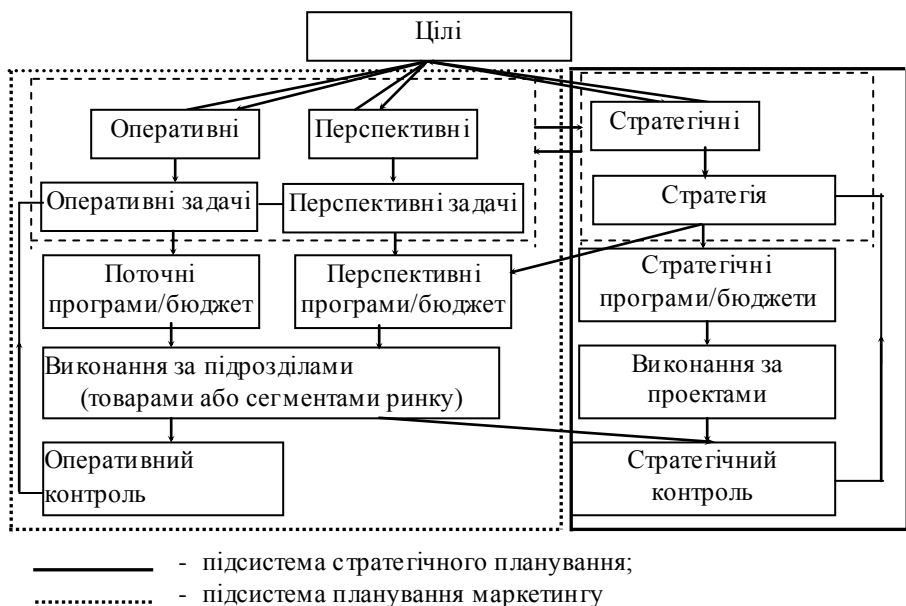 Цілі
Оперативні
Перспективні
Стратегічні
Оперативні задачі
Перспективні задачі
Стратегія
Поточні
програми/бюджет
Перспективні
програми/бюджет
Стратегічні
програми/бюджети
Виконання за підрозділами
(товарами або сегментами ринку)
Виконання за
проектами
Оперативний
контроль
Стратегічний
контроль
- підсистема стратегічного планування;
- підсистема планування маркетингу